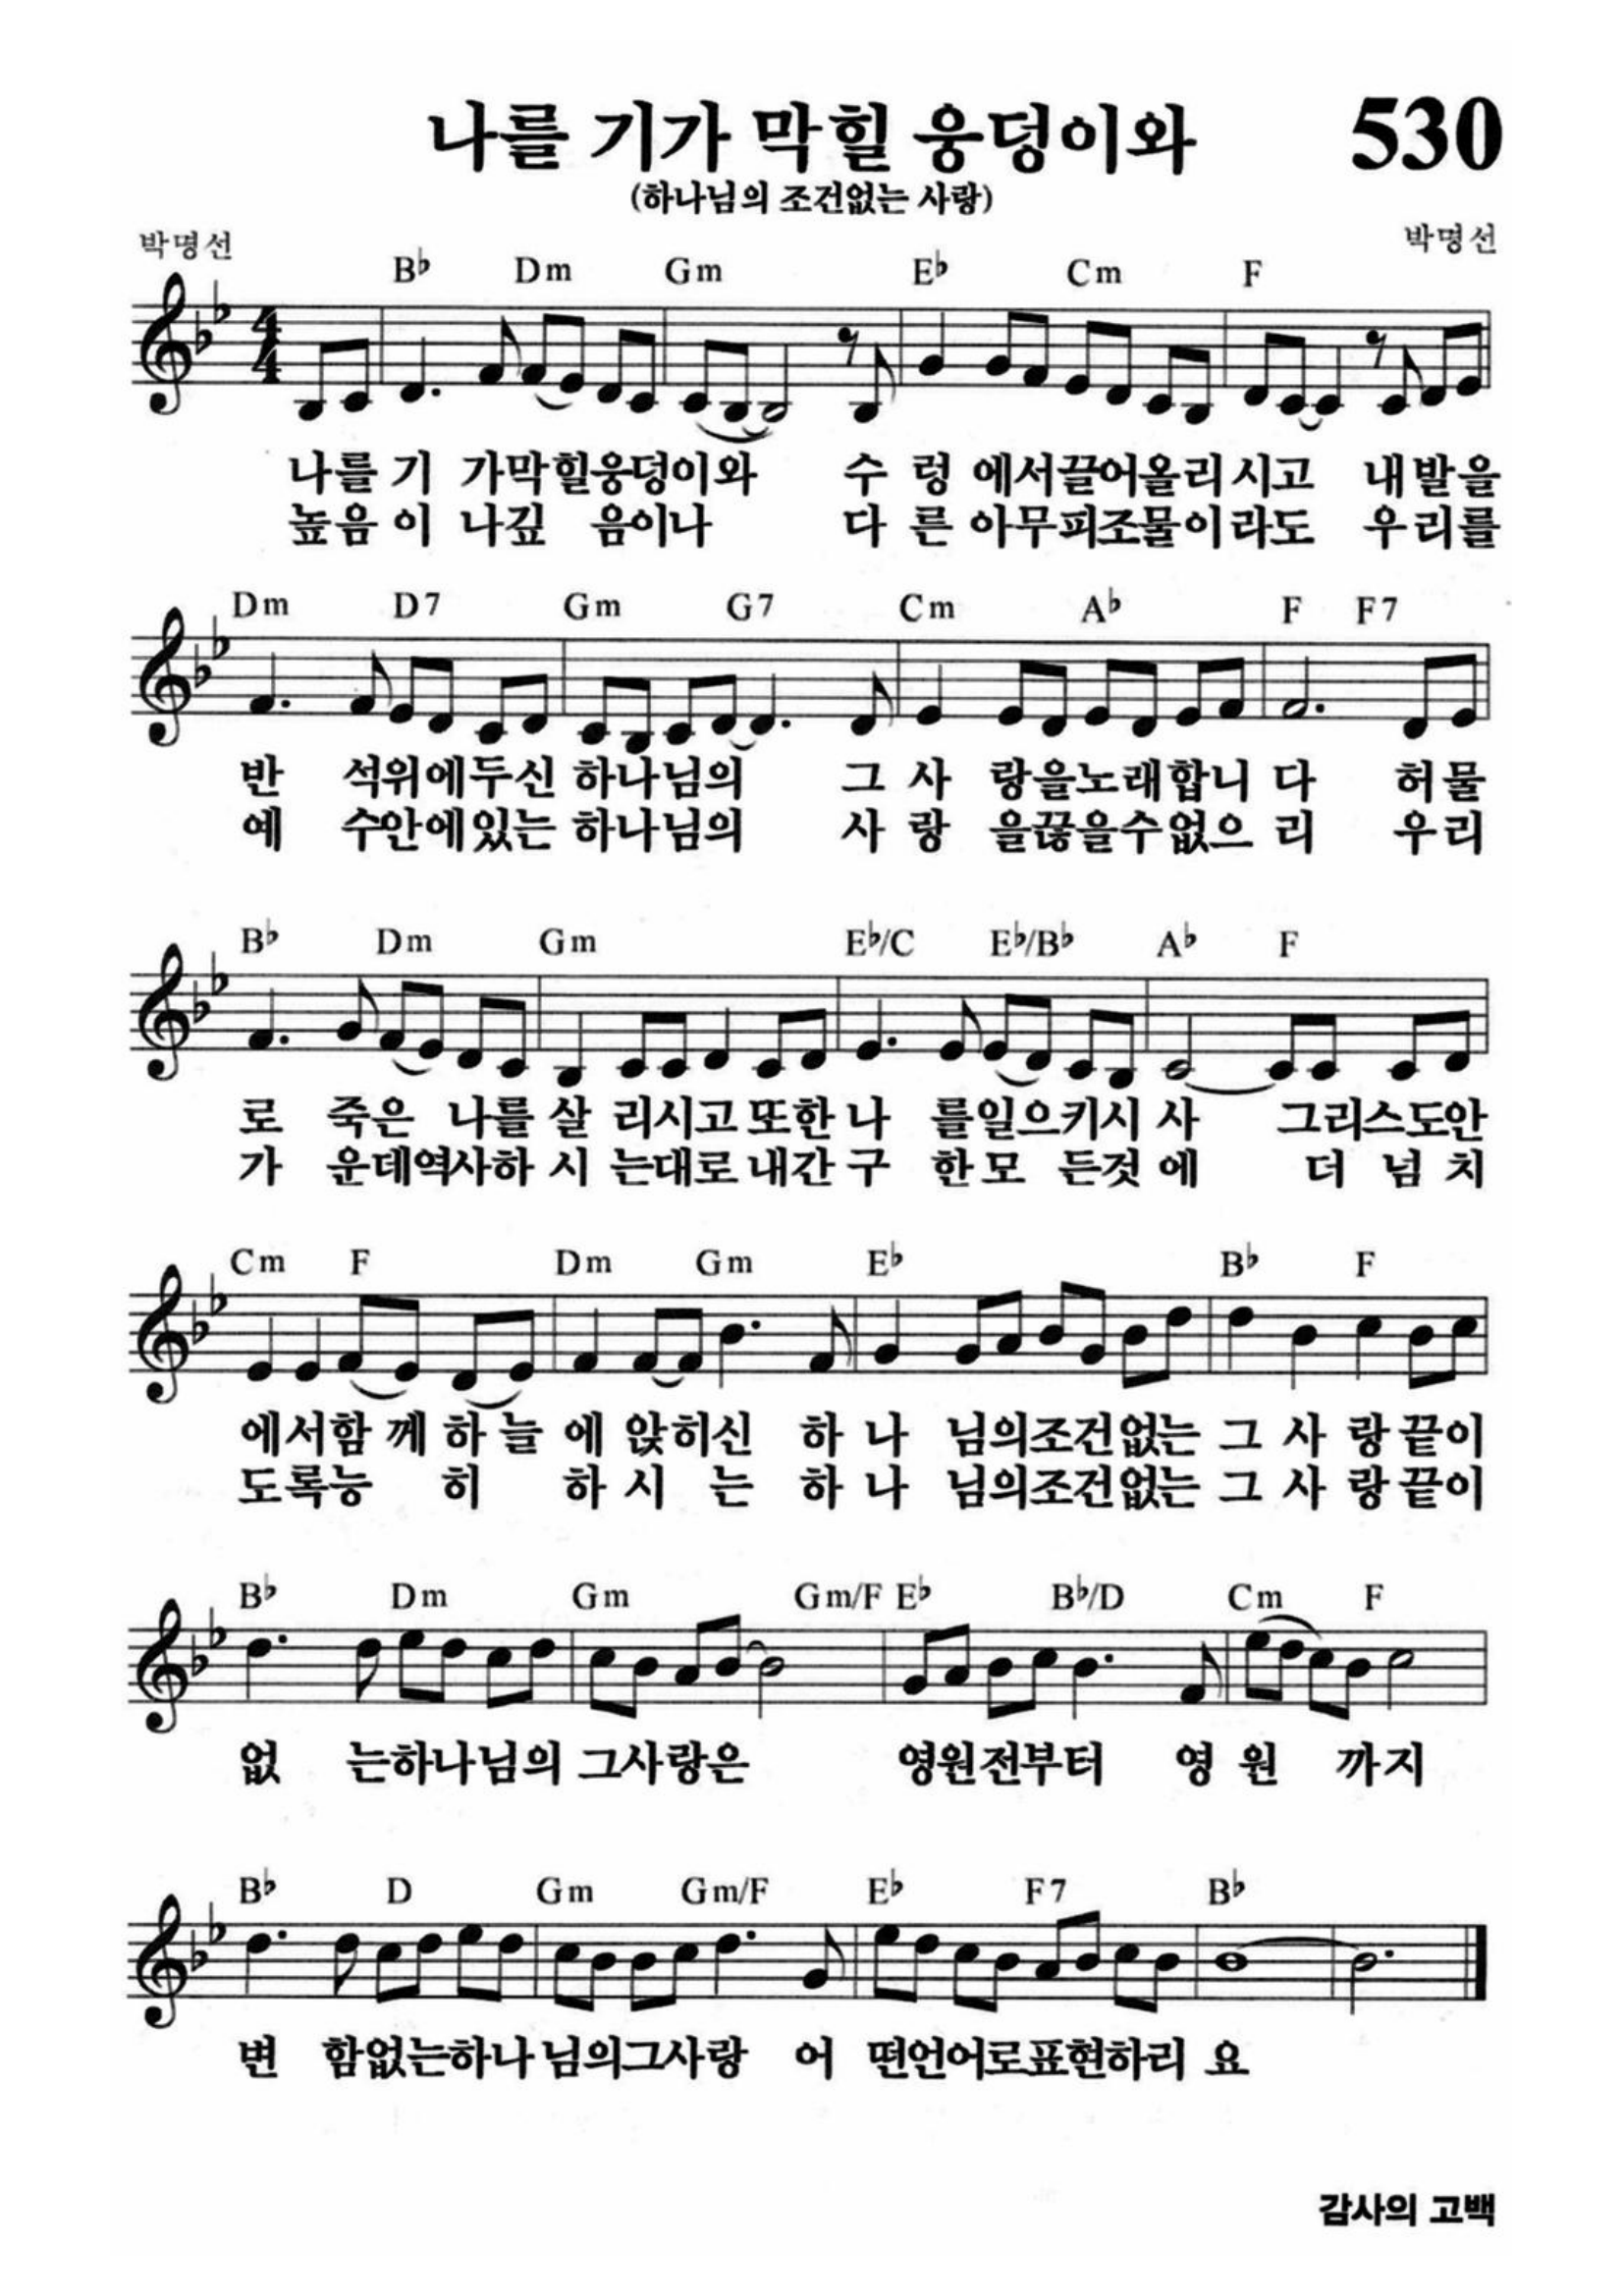 나를 기가 막힐 웅덩이와 530
(하나님의 조건없는 사랑)
박명선 박명선
B♭ Dm Gm E♭ Cm F
나를 기 가막힐웅덩이와 수 렁 에서끌어올리시고 내발을
높음이 나깊 음이나 다 른 아무피조물이라도 우리를
Dm D7 Gm G7 Cm A♭ F F7
반 석위에두신 하나님의 그 사 랑을노래합니 다 허물
예 수안에있는 하나님의 사 랑 을끊을수없으 리 우리
B♭ Dm Gm E♭/C E♭/B♭ A♭ F
로 죽은 나를 살 리시고 또한 나 를일으키시 사 그리스도안
가 운데역사하 시 는대로 내간 구 한모 든것 에 더 넘 치
Cm F Dm Gm E♭ B♭ F
에서함 께 하 늘 에 앉히신 하 나 님의조건없는 그 사 랑 끝이
도록능 히 하 시 는 하 나 님의조건없는 그 사 랑 끝이
B♭ Dm Gm Gm/F E♭ B♭/D Cm F
없 는하나님의 그사랑은 영원전부터 영 원 까지
B♭ D Gm Gm/F E♭ F7 B♭
변 함없는하나 님의그사랑 어 떤언어로표현하리 요
감사의 고백